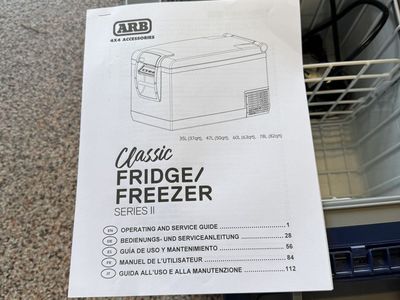 ARB
4X4 ACCESSORIES
35L (37qt), 47L (50qt), 60L (63qt), 78L (82qt)
Classic
FRIDGE/
FREEZER
SERIES II
EN OPERATING AND SERVICE GUIDE 1
DE BEDIENUNGS- UND SERVICEANLEITUNG 28
ES GUÍA DE USO Y MANTENIMIENTO 56
FR MANUEL DE L'UTILISATEUR 84
IT GUIDA ALL'USO E ALLA MANUTENZIONE 112